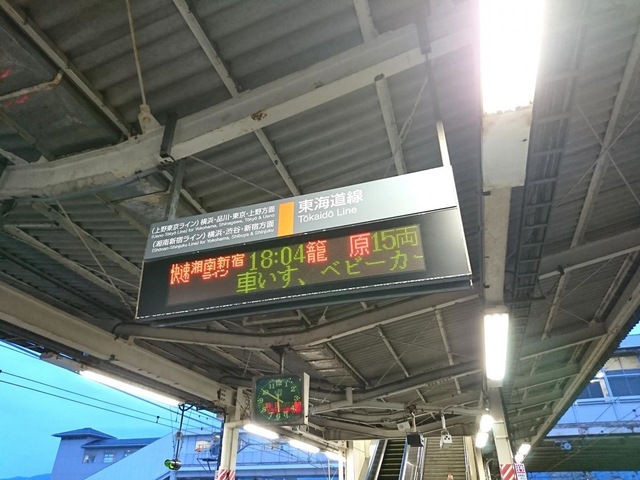 (上野東京ライン) 横浜・品川・東京・上野方面
(Ueno-Tokyo Line) for Yokohama, Shinagawa, Tōkyō & Ueno
(湘南新宿ライン) 横浜・渋谷・新宿方面
(Shōnan-Shinjuku Line) for Yokohama, Shibuya & Shinjuku
東海道線
Tōkaidō Line
快速湘南新宿ライン 18:04 籠原 15両
車いす、ベビーカー